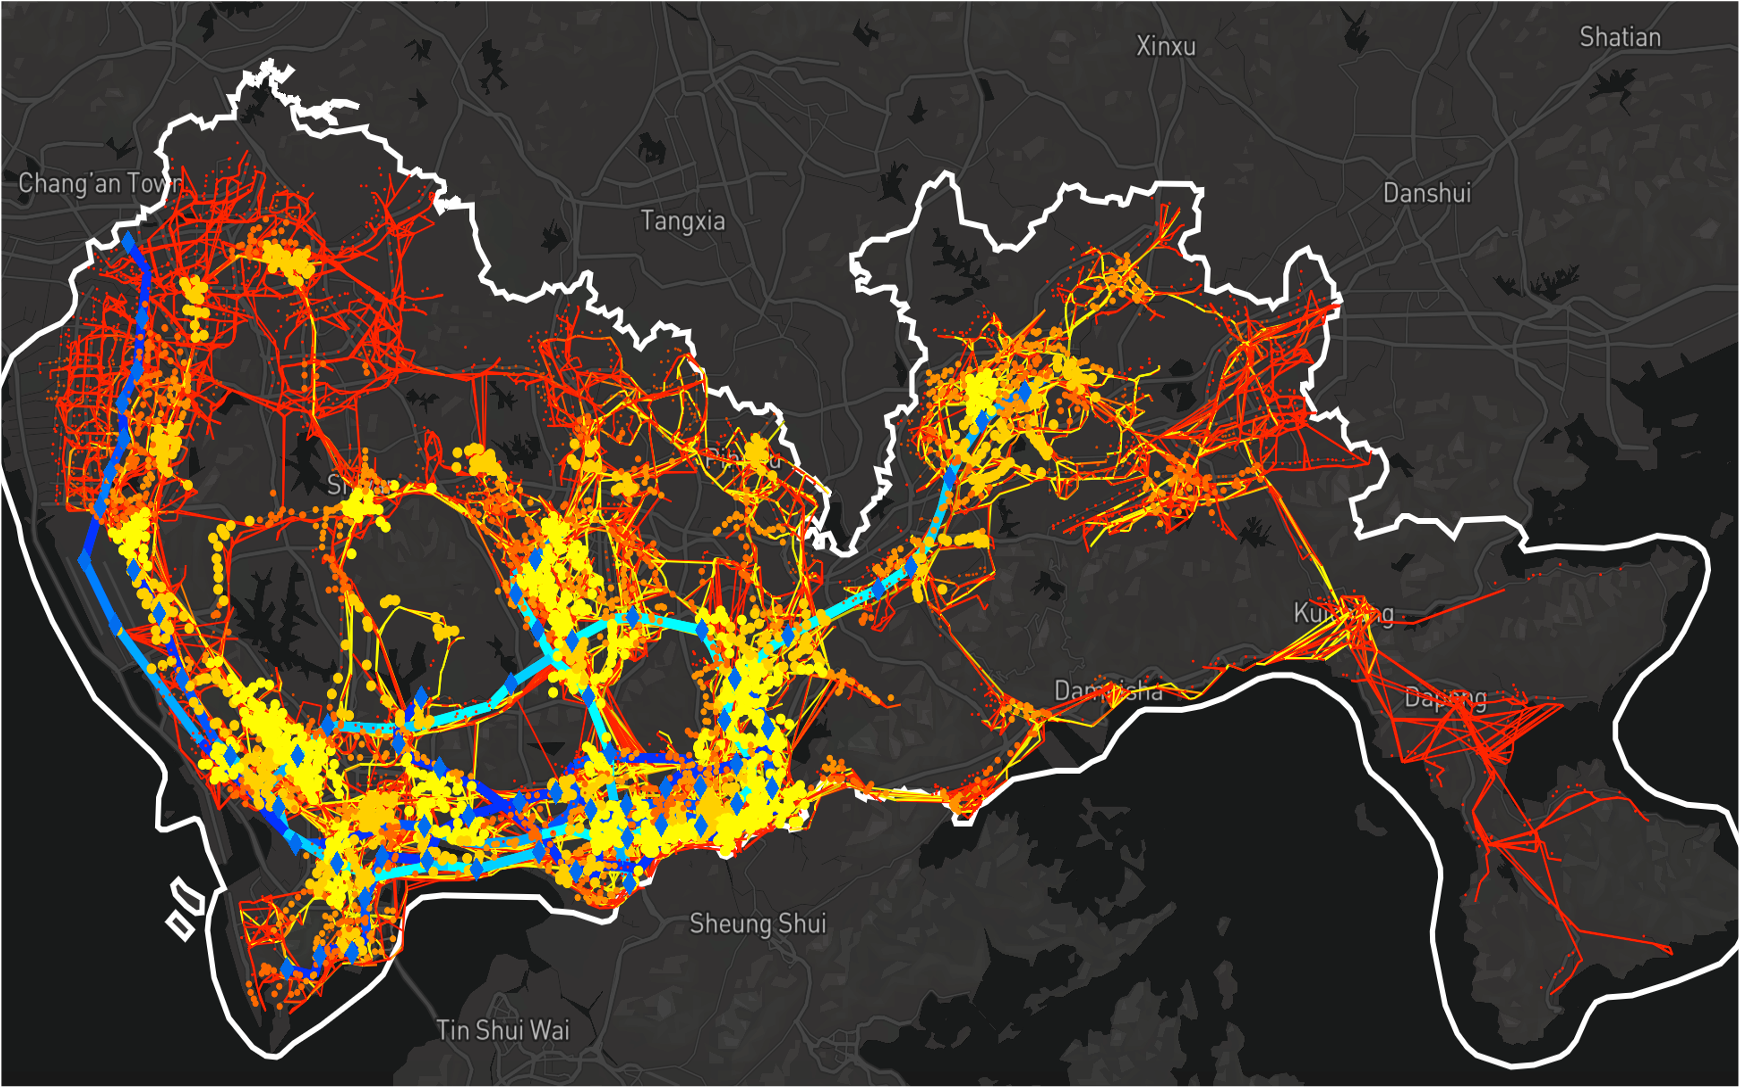 Shatian
Xinxu
Chang'an Town
Danshui
Tangxia
Dapeng
Sheung Shui
Tin Shui Wai